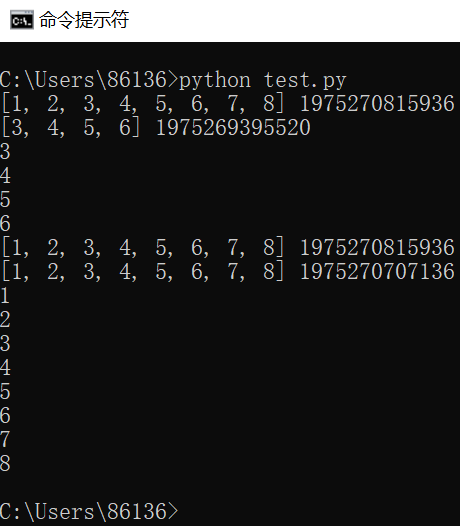 命令提示符
C:\Users\86136>python test.py
[1, 2, 3, 4, 5, 6, 7, 8] 1975270815936
[3, 4, 5, 6] 1975269395520
3
4
5
6
[1, 2, 3, 4, 5, 6, 7, 8] 1975270815936
[1, 2, 3, 4, 5, 6, 7, 8] 1975270707136
1
2
3
4
5
6
7
8
C:\Users\86136>